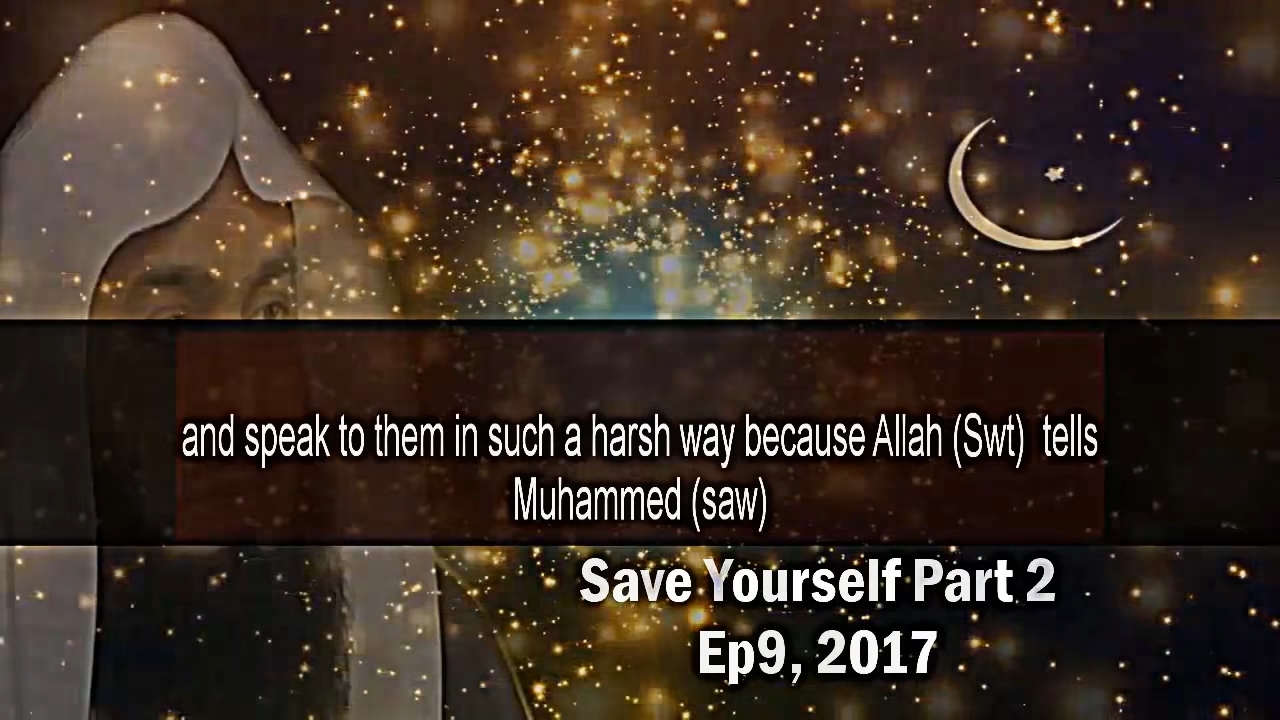 and speak to them in such a harsh way because Allah (Swt)  tells
Muhammed (saw)
Save Yourself Part 2
Ep9, 2017